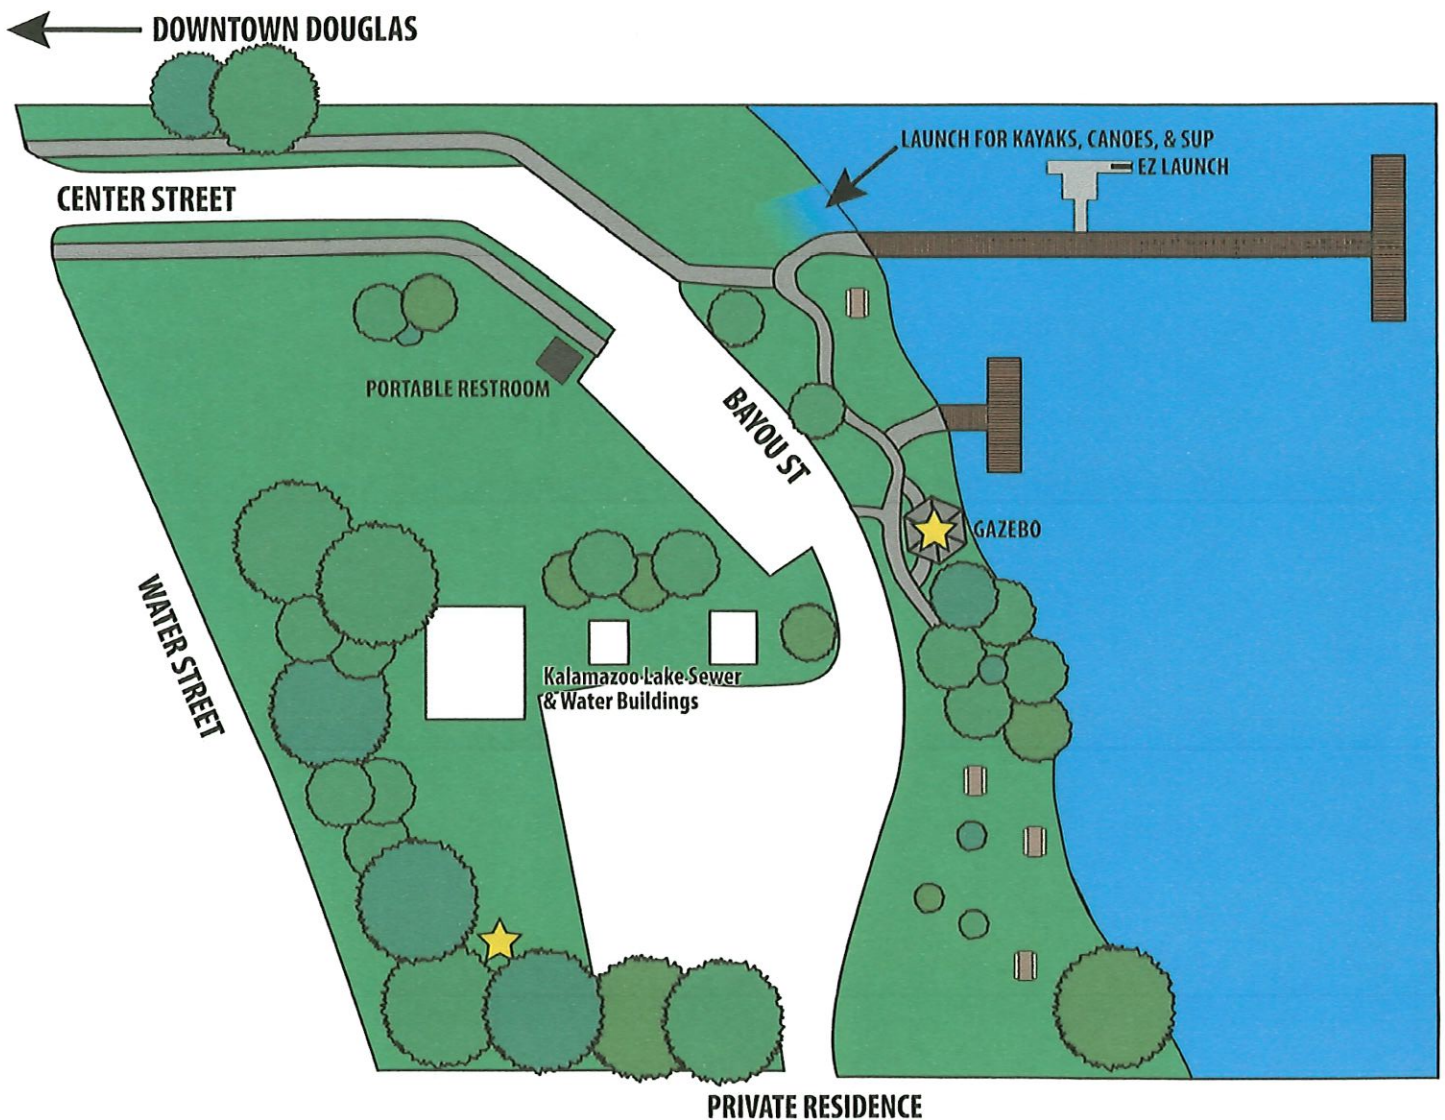 DOWNTOWN DOUGLAS
LAUNCH FOR KAYAKS, CANOES, & SUP
EZ LAUNCH
CENTER STREET
PORTABLE RESTROOM
BAYOU ST
GAZEBO
WATER STREET
Kalamazoo Lake Sewer
& Water Buildings
PRIVATE RESIDENCE